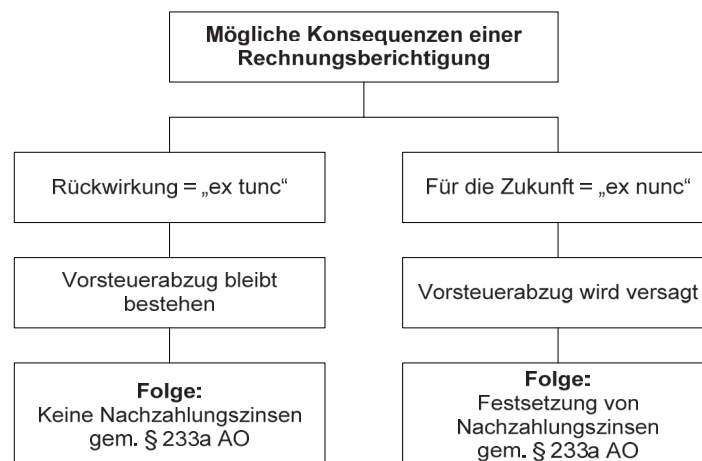 Mögliche Konsequenzen einer
Rechnungsberichtigung
Rückwirkung = „ex tunc“
Für die Zukunft = „ex nunc“
Vorsteuerabzug bleibt
bestehen
Vorsteuerabzug wird versagt
Folge:
Keine Nachzahlungszinsen
gem. § 233a AO
Folge:
Festsetzung von
Nachzahlungszinsen
gem. § 233a AO